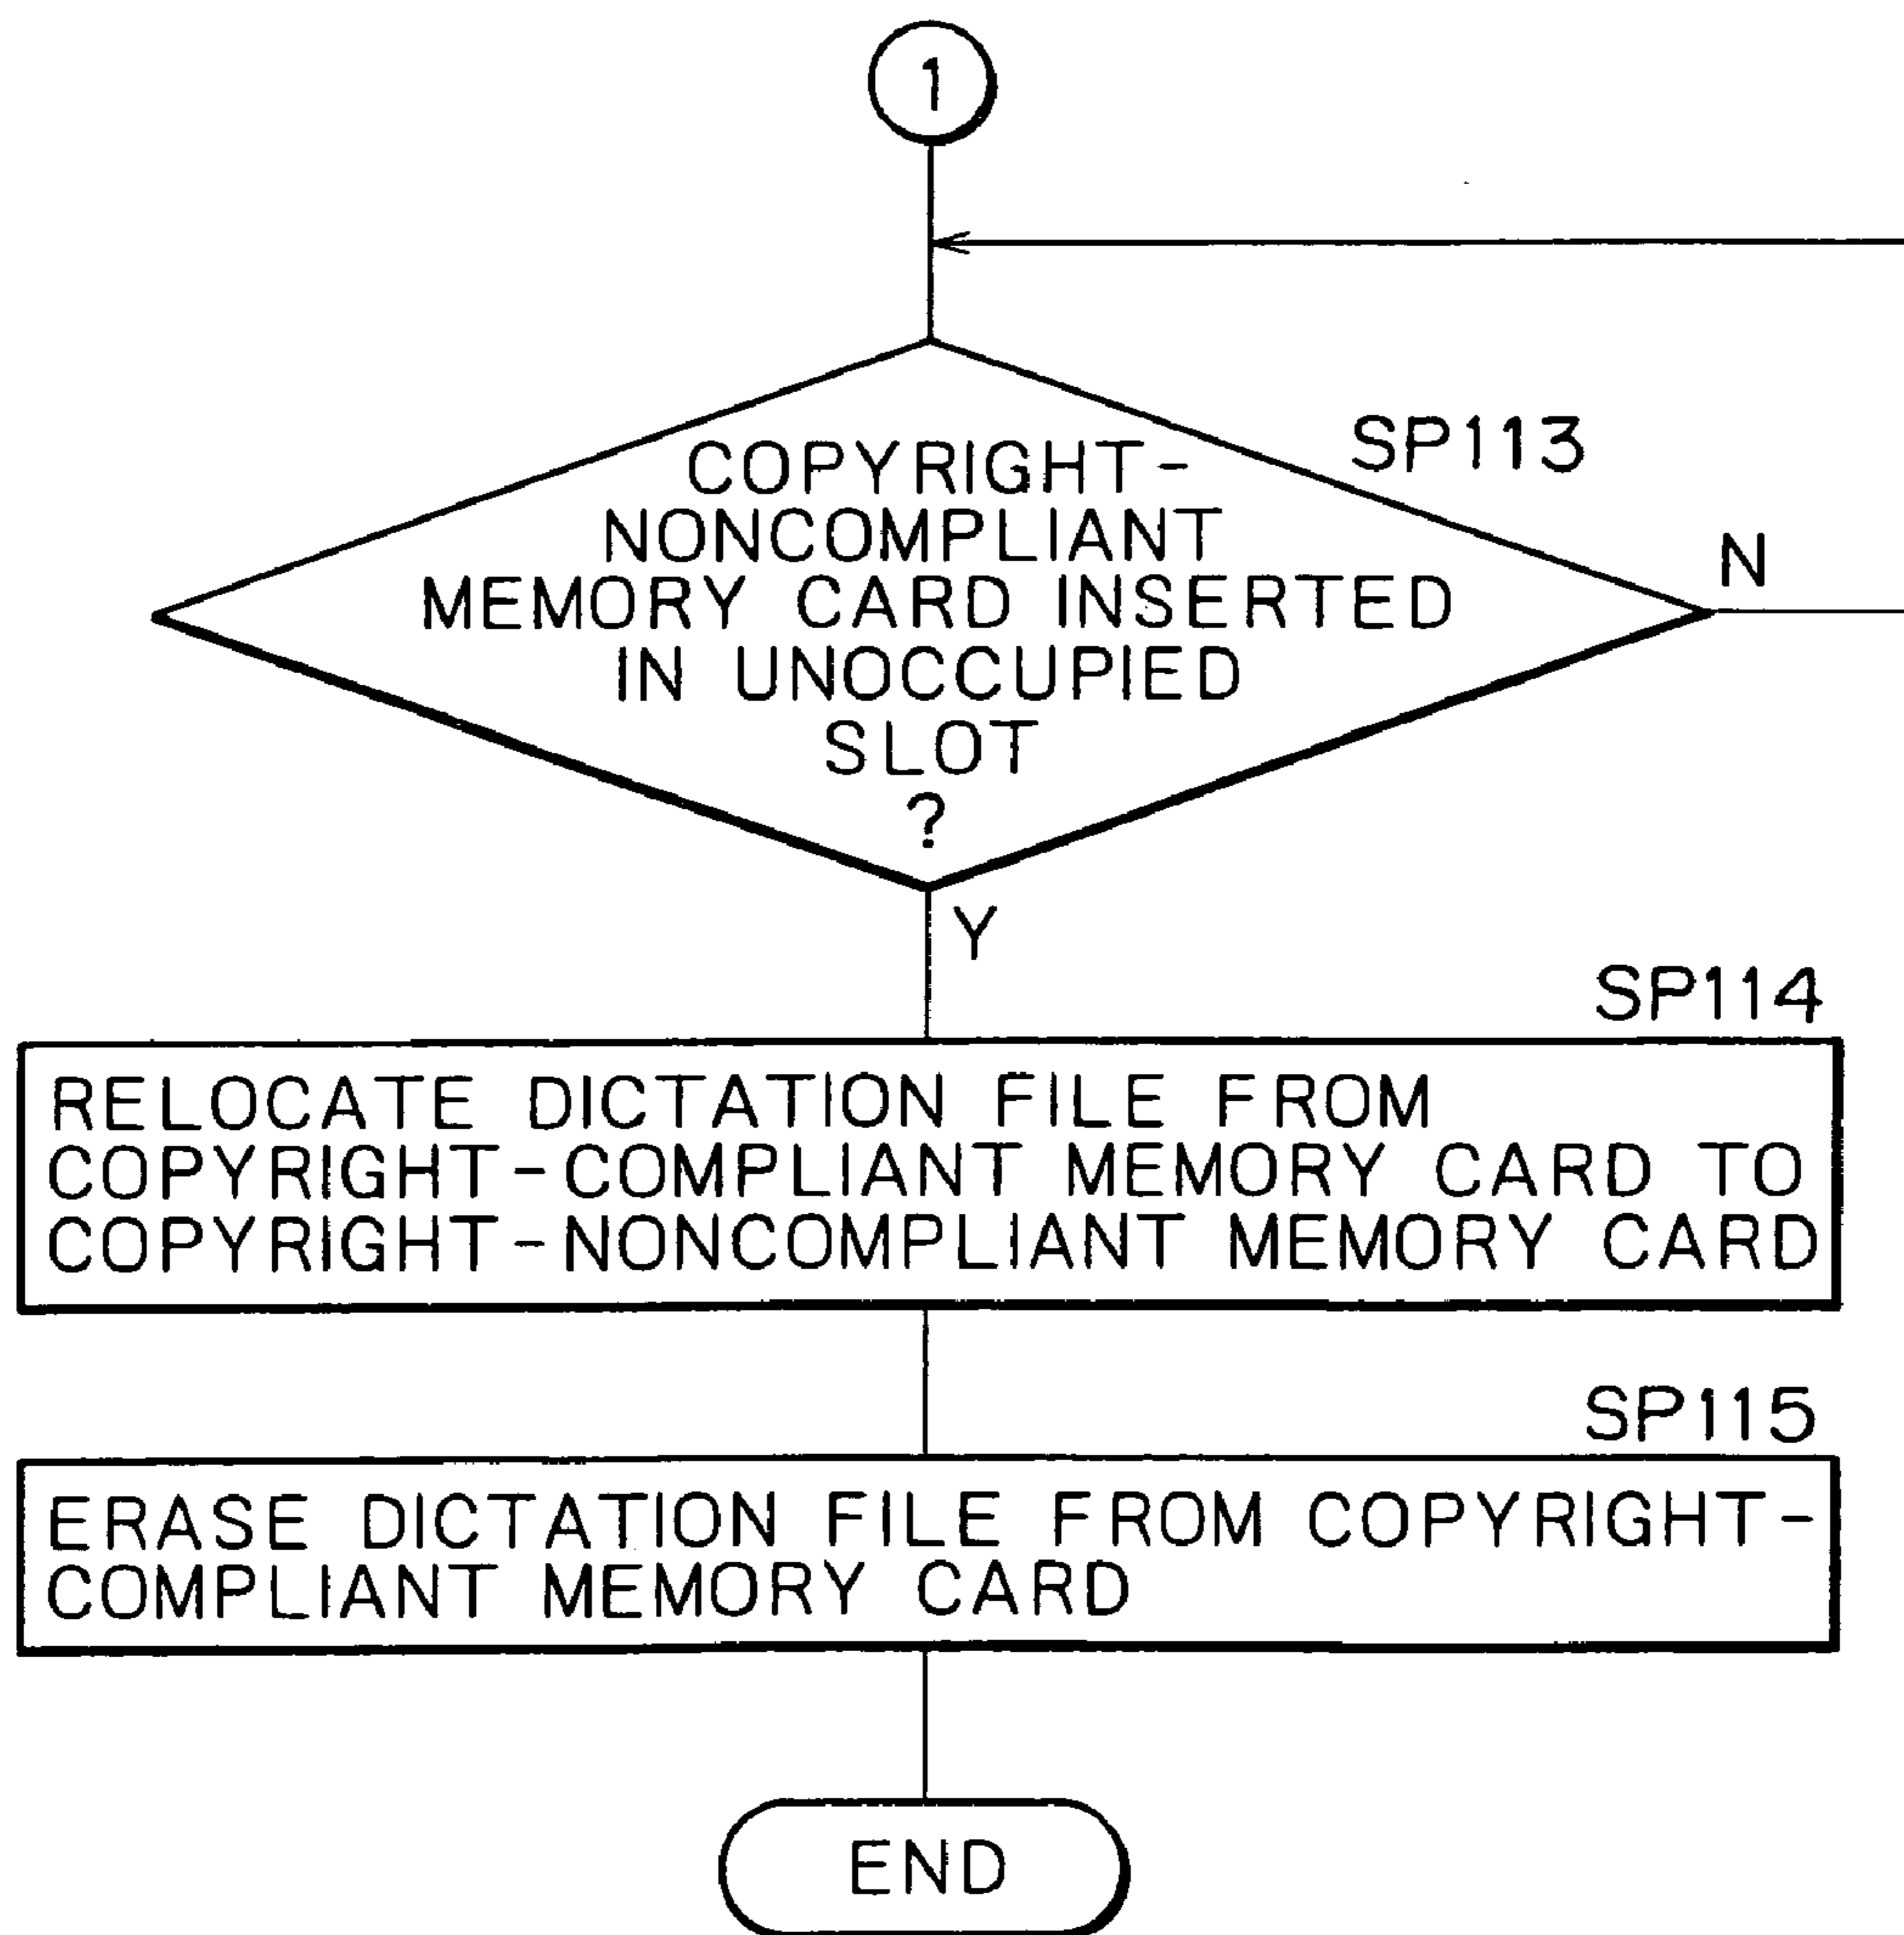 1
SP113
COPYRIGHT-
NONCOMPLIANT
MEMORY CARD INSERTED
IN UNOCCUPIED
SLOT
?
N
Y
SP114
RELOCATE DICTATION FILE FROM
COPYRIGHT-COMPLIANT MEMORY CARD TO
COPYRIGHT-NONCOMPLIANT MEMORY CARD
SP115
ERASE DICTATION FILE FROM COPYRIGHT-
COMPLIANT MEMORY CARD
END